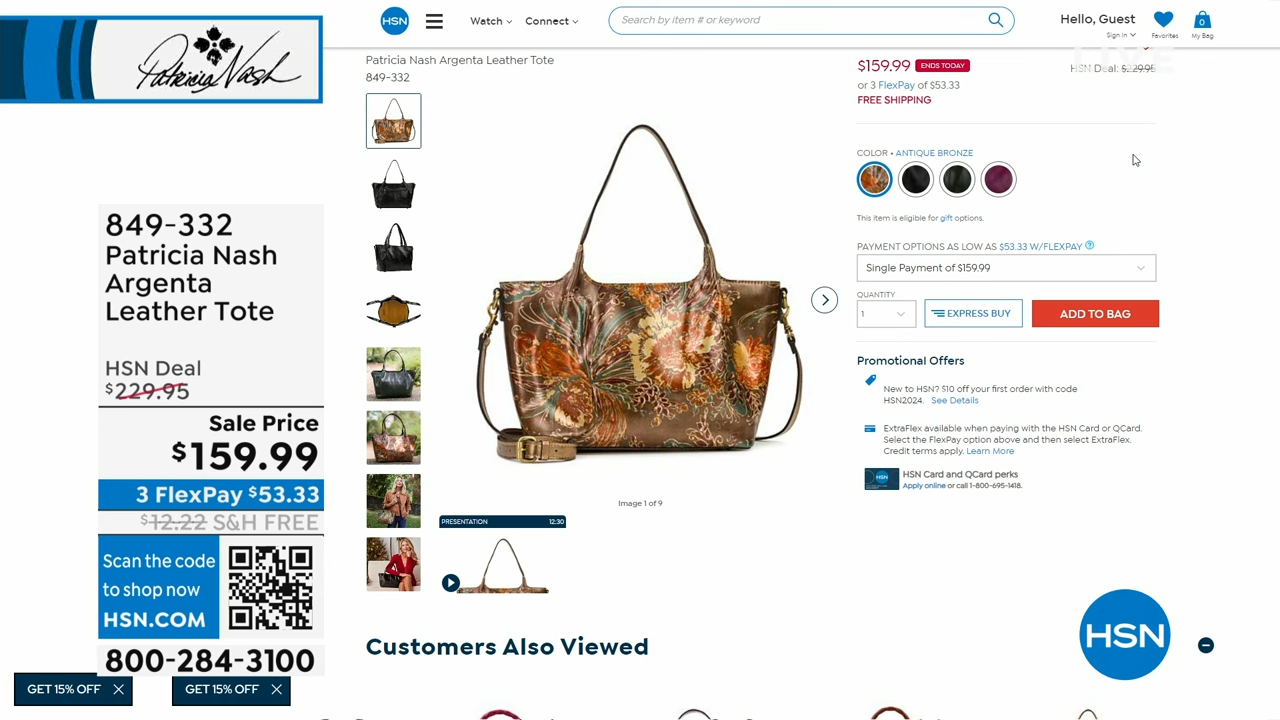 Patricia Nash
849-332
Patricia Nash
Argenta
Leather Tote
HSN Deal
$229.95
Sale Price
$159.99
3 FlexPay $53.33
$12.22 S&H FREE
Scan the code
to shop now
HSN.COM
800-284-3100
GET 15% OFF
GET 15% OFF
HSN
Watch
Connect
Search by item # or keyword
Hello, Guest
Sign In
Favorites
0
My Bag
Patricia Nash Argenta Leather Tote
849-332
$159.99 ENDS TODAY
HSN Deal: $229.95
LIVE
or 3 FlexPay of $53.33
FREE SHIPPING
COLOR • ANTIQUE BRONZE
This item is eligible for gift options.
PAYMENT OPTIONS AS LOW AS $53.33 W/FLEXPAY ?
Single Payment of $159.99
QUANTITY
1
EXPRESS BUY
ADD TO BAG
Promotional Offers
New to HSN? $10 off your first order with code
HSN2024. See Details
ExtraFlex available when paying with the HSN Card or QCard.
Select the FlexPay option above and then select ExtraFlex.
Credit terms apply. Learn More
HSN
HSN Card and QCard perks
Apply online or call 1-800-695-1418.
Image 1 of 9
PRESENTATION 12:30
Customers Also Viewed
HSN